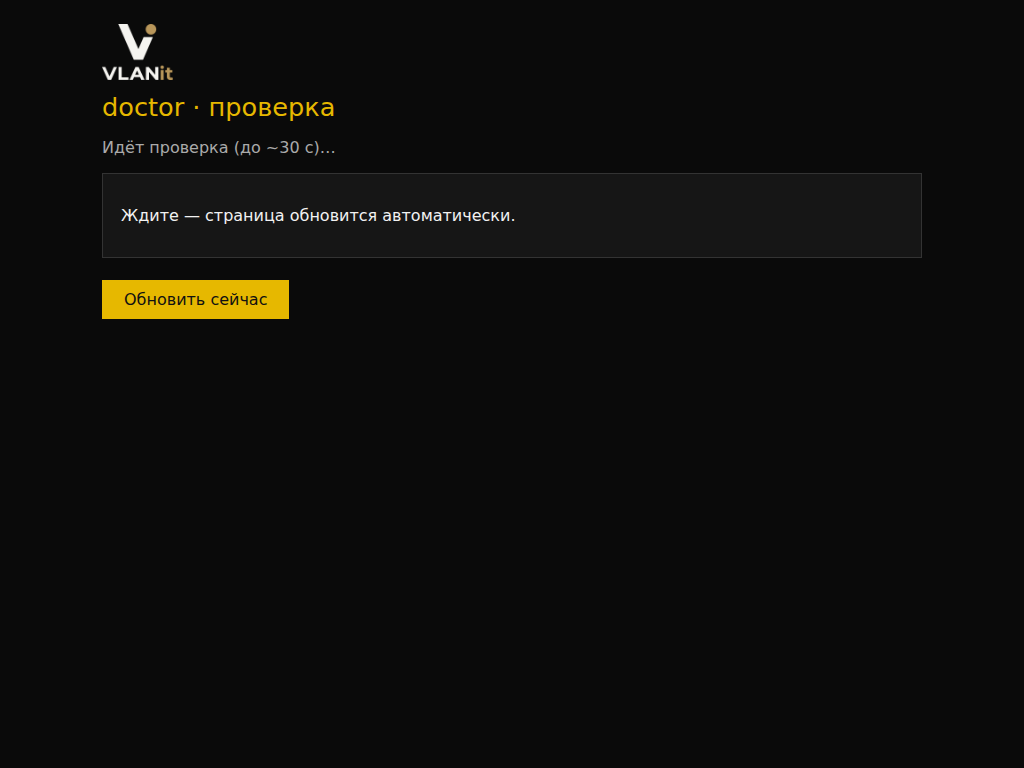 VLANit
doctor · проверка
Идёт проверка (до ~30 с)…
Ждите — страница обновится автоматически.
Обновить сейчас